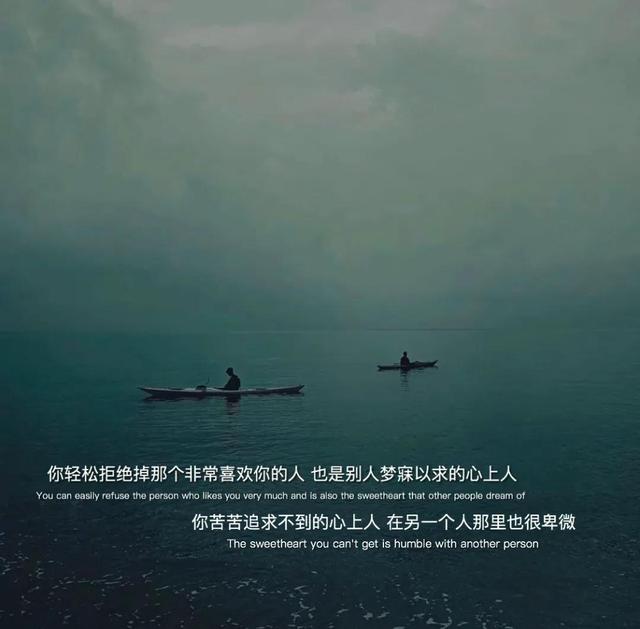 你轻松拒绝掉那个非常喜欢你的人 也是别人梦寐以求的心上人
You can easily refuse the person who likes you very much and is also the sweetheart that other people dream of
你苦苦追求不到的心上人 在另一个人那里也很卑微
The sweetheart you can't get is humble with another person